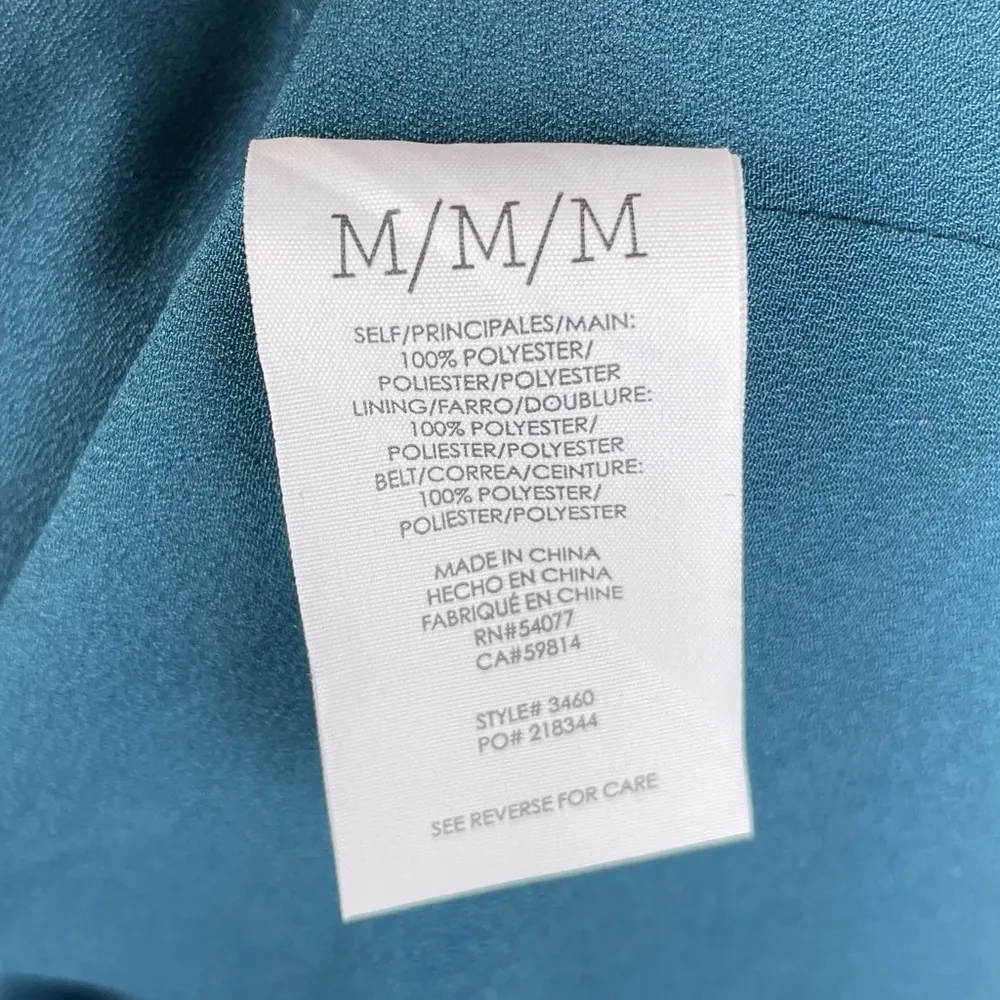 M/M/M
SELF/PRINCIPALES/MAIN:
100% POLYESTER/
POLIESTER/POLYESTER
LINING/FARRO/DOUBLURE:
100% POLYESTER/
POLIESTER/POLYESTER
BELT/CORREA/CEINTURE:
100% POLYESTER/
POLIESTER/POLYESTER
MADE IN CHINA
HECHO EN CHINA
FABRIQUÉ EN CHINE
RN#54077
CA#59814
STYLE# 3460
PO# 218344
SEE REVERSE FOR CARE